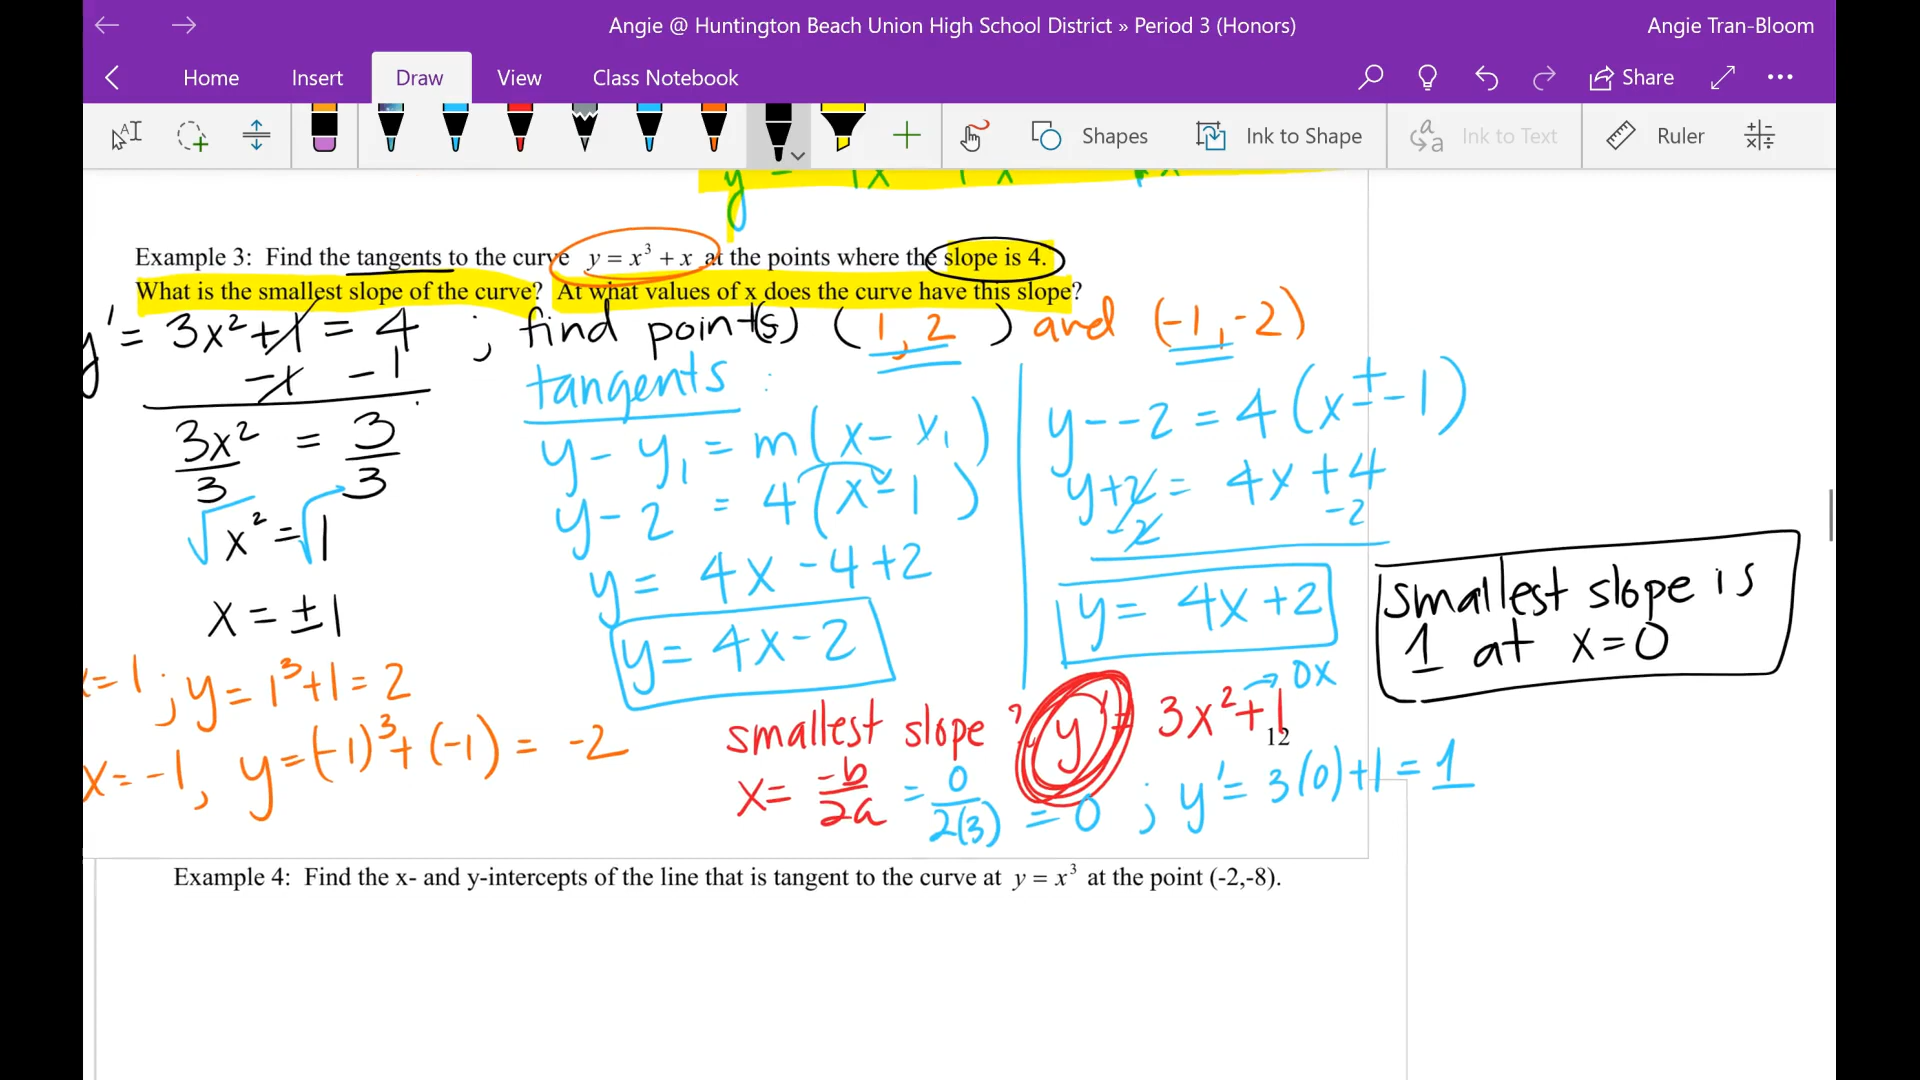 Angie @ Huntington Beach Union High School District » Period 3 (Honors)
Angie Tran-Bloom
Home Insert Draw View Class Notebook
Share
Shapes Ink to Shape Ink to Text Ruler
Example 3: Find the tangents to the curve y = x³ + x at the points where the slope is 4.
What is the smallest slope of the curve? At what values of x does the curve have this slope?
y' = 3x² + 1 = 4 ; find point(s) (1, 2) and (-1, -2)
-1 -1
3x²/3 = 3/3
√x² = √1
x = ±1
x = 1 ; y = 1³ + 1 = 2
x = -1, y = (-1)³ + (-1) = -2
tangents :
y - y₁ = m(x - x₁)
y - 2 = 4(x - 1)
y = 4x - 4 + 2
y = 4x - 2
y - -2 = 4(x - -1)
+
y + 2 = 4x + 4
-2 -2
y = 4x + 2
smallest slope is
1 at x = 0
0x
smallest slope ? y' = 3x² + 1
12
x = -b/2a = 0/2(3) = 0 ; y' = 3(0) + 1 = 1
Example 4: Find the x- and y-intercepts of the line that is tangent to the curve at y = x³ at the point (-2,-8).